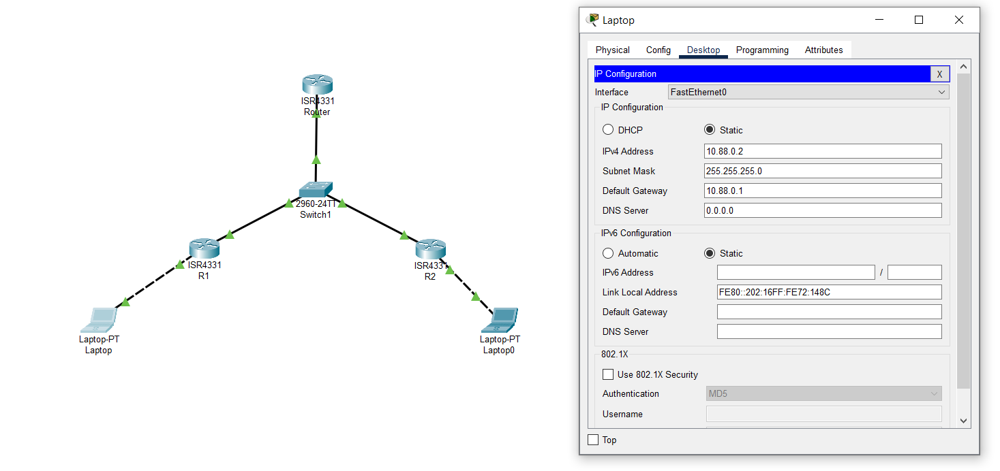 ISR4331
Router
2960-24TT
Switch1
ISR4331
R1
ISR4331
R2
Laptop-PT
Laptop
Laptop-PT
Laptop0
Laptop
Physical Config Desktop Programming Attributes
IP Configuration X
Interface FastEthernet0
IP Configuration
DHCP Static
IPv4 Address 10.88.0.2
Subnet Mask 255.255.255.0
Default Gateway 10.88.0.1
DNS Server 0.0.0.0
IPv6 Configuration
Automatic Static
IPv6 Address /
Link Local Address FE80::202:16FF:FE72:148C
Default Gateway
DNS Server
802.1X
Use 802.1X Security
Authentication MD5
Username
Top